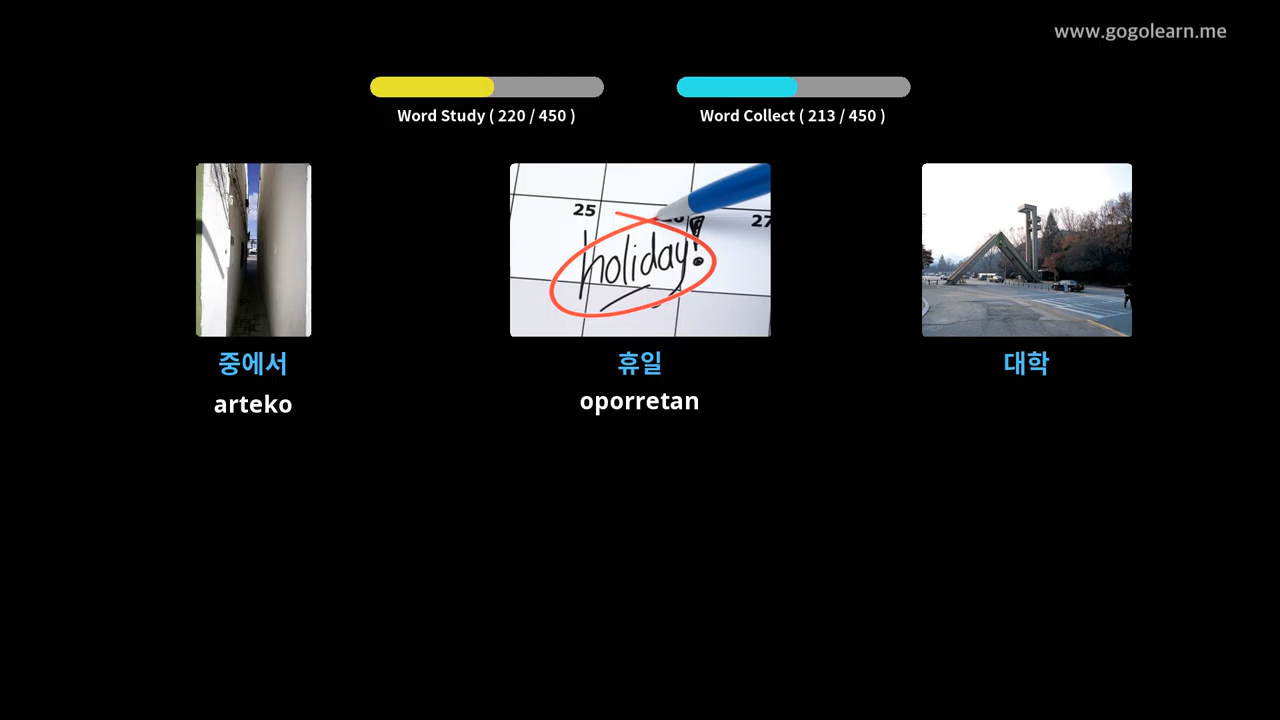 www.gogolearn.me
Word Study ( 220 / 450 )
Word Collect ( 213 / 450 )
25
27
holiday!
중에서
휴일
대학
arteko
oporretan